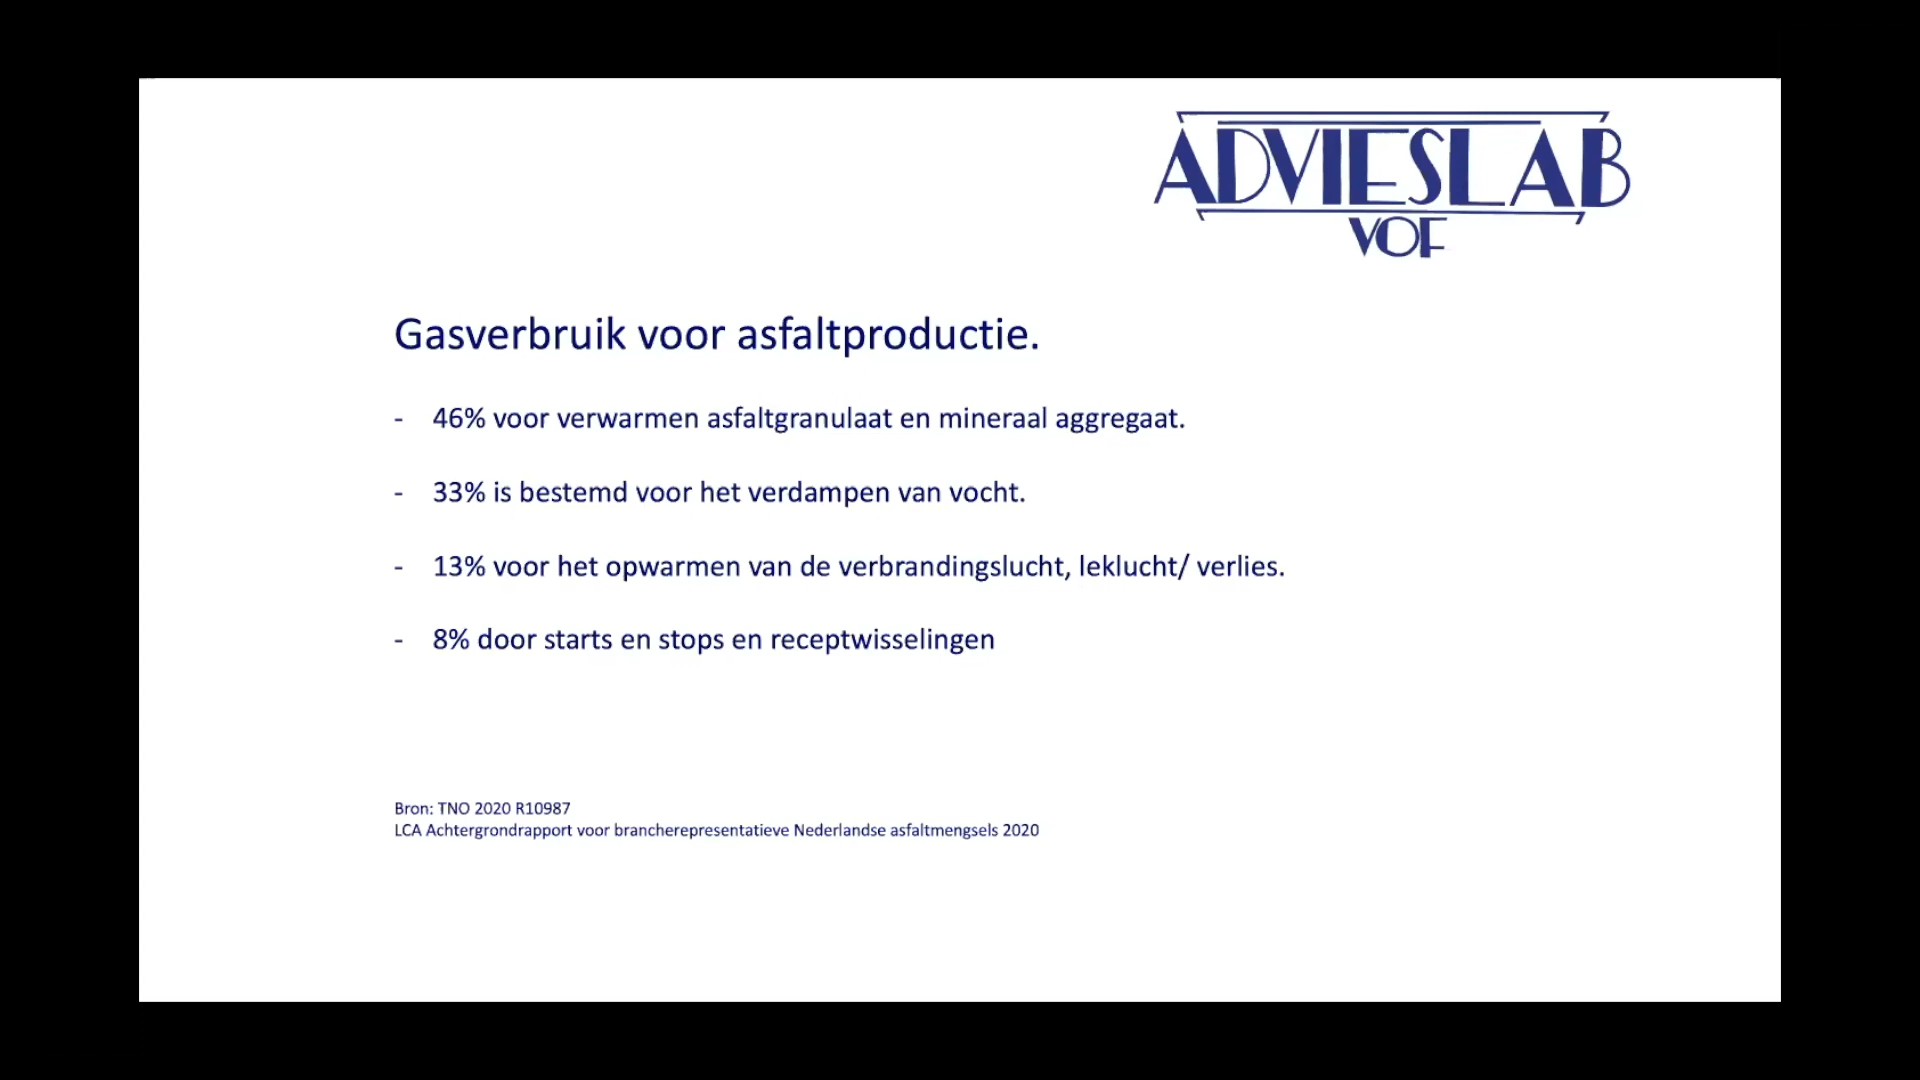 ADVIESLAB
VOF
Gasverbruik voor asfaltproductie.
- 46% voor verwarmen asfaltgranulaat en mineraal aggregaat.
- 33% is bestemd voor het verdampen van vocht.
- 13% voor het opwarmen van de verbrandingslucht, leklucht/ verlies.
- 8% door starts en stops en receptwisselingen
Bron: TNO 2020 R10987
LCA Achtergrondrapport voor brancherepresentatieve Nederlandse asfaltmengsels 2020